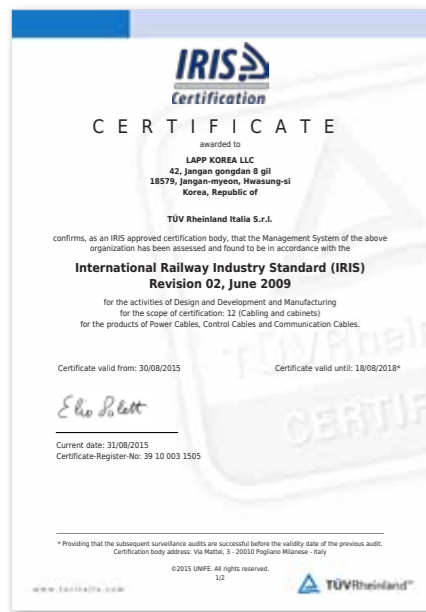 IRIS
Certification
CERTIFICATE
awarded to
LAPP KOREA LLC
42, Jangan gongdan 8 gil
18579, Jangan-myeon, Hwasung-si
Korea, Republic of
TÜV Rheinland Italia S.r.l.
confirms, as an IRIS approved certification body, that the Management System of the above
organization has been assessed and found to be in accordance with the
International Railway Industry Standard (IRIS)
Revision 02, June 2009
for the activities of Design and Development and Manufacturing
for the scope of certification: 12 (Cabling and cabinets)
for the products of Power Cables, Control Cables and Communication Cables.
Certificate valid from: 30/08/2015 Certificate valid until: 18/08/2018*
Current date: 31/08/2015
Certificate-Register-No: 39 10 003 1505
* Providing that the subsequent surveillance audits are successful before the validity date of the previous audit.
Certification body address: Via Mattei, 3 - 20010 Pogliano Milanese - Italy
©2015 UNIFE. All rights reserved.
1/2
TÜVRheinland®